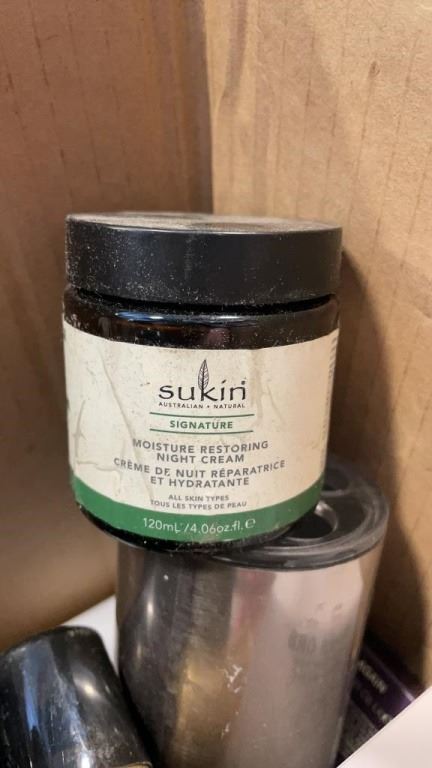 sukin
AUSTRALIAN • NATURAL
SIGNATURE
MOISTURE RESTORING
NIGHT CREAM
CRÈME DE NUIT RÉPARATRICE
ET HYDRATANTE
ALL SKIN TYPES
TOUS LES TYPES DE PEAU
120mL℮/4.06oz.fl.℮